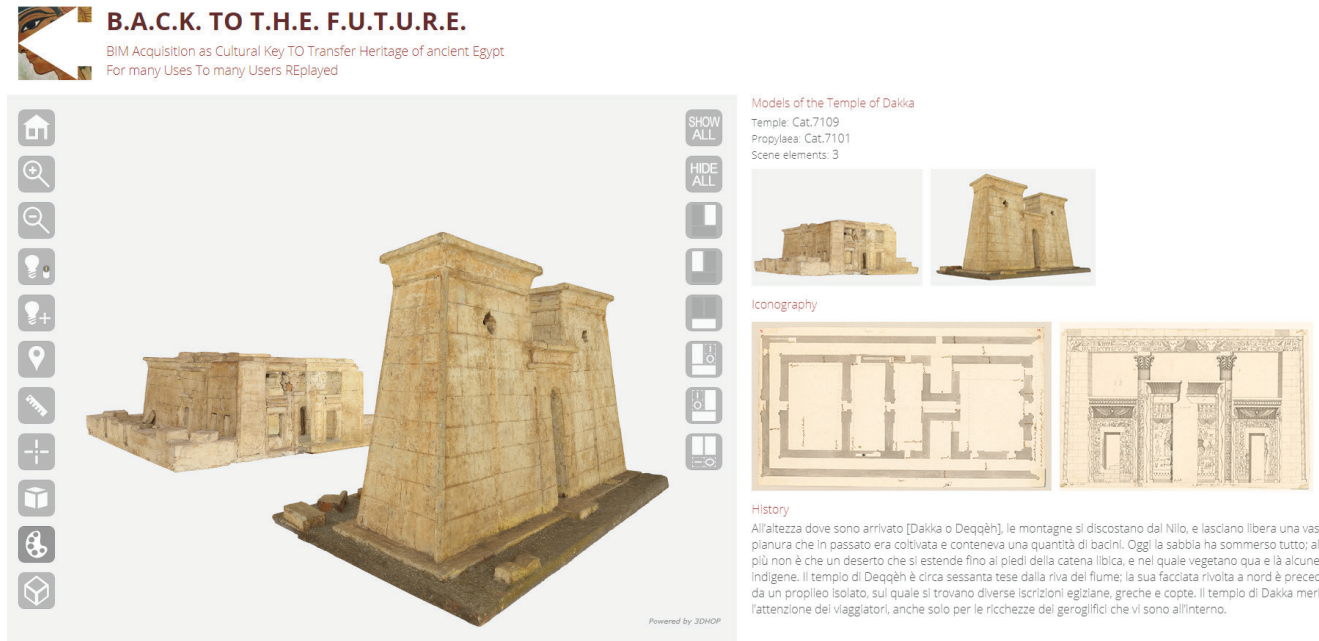 B.A.C.K. TO T.H.E. F.U.T.U.R.E.
BIM Acquisition as Cultural Key TO Transfer Heritage of ancient Egypt
For many Uses To many Users REplayed
SHOW
ALL
HIDE
ALL
Powered by 3DHOP
Models of the Temple of Dakka
Temple: Cat.7109
Propylaea: Cat.7101
Scene elements: 3
Iconography
History
All'altezza dove sono arrivato [Dakka o Deqqèh], le montagne si discostano dal Nilo, e lasciano libera una vas
pianura che in passato era coltivata e conteneva una quantità di bacini. Oggi la sabbia ha sommerso tutto; al
più non è che un deserto che si estende fino ai piedi della catena libica, e nel quale vegetano qua e là alcune
indigene. Il tempio di Deqqèh è circa sessanta tese dalla riva del fiume; la sua facciata rivolta a nord è preced
da un propileo isolato, sul quale si trovano diverse iscrizioni egiziane, greche e copte. Il tempio di Dakka meri
l'attenzione dei viaggiatori, anche solo per le ricchezze dei geroglifici che vi sono all'interno.